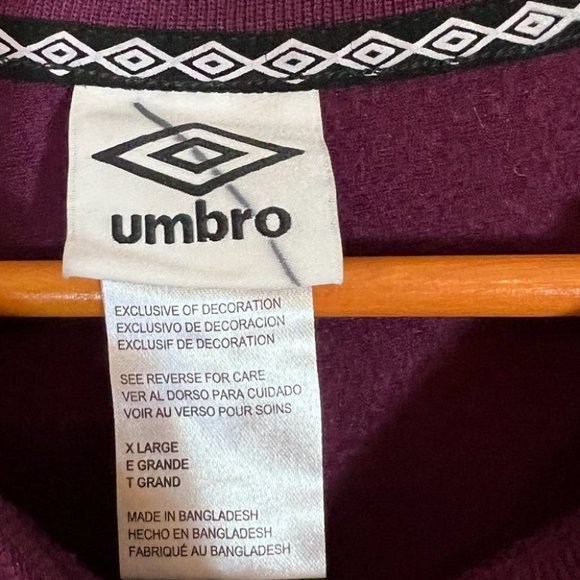 umbro
EXCLUSIVE OF DECORATION
EXCLUSIVO DE DECORACION
EXCLUSIF DE DECORATION
SEE REVERSE FOR CARE
VER AL DORSO PARA CUIDADO
VOIR AU VERSO POUR SOINS
X LARGE
E GRANDE
T GRAND
MADE IN BANGLADESH
HECHO EN BANGLADESH
FABRIQUÉ AU BANGLADESH